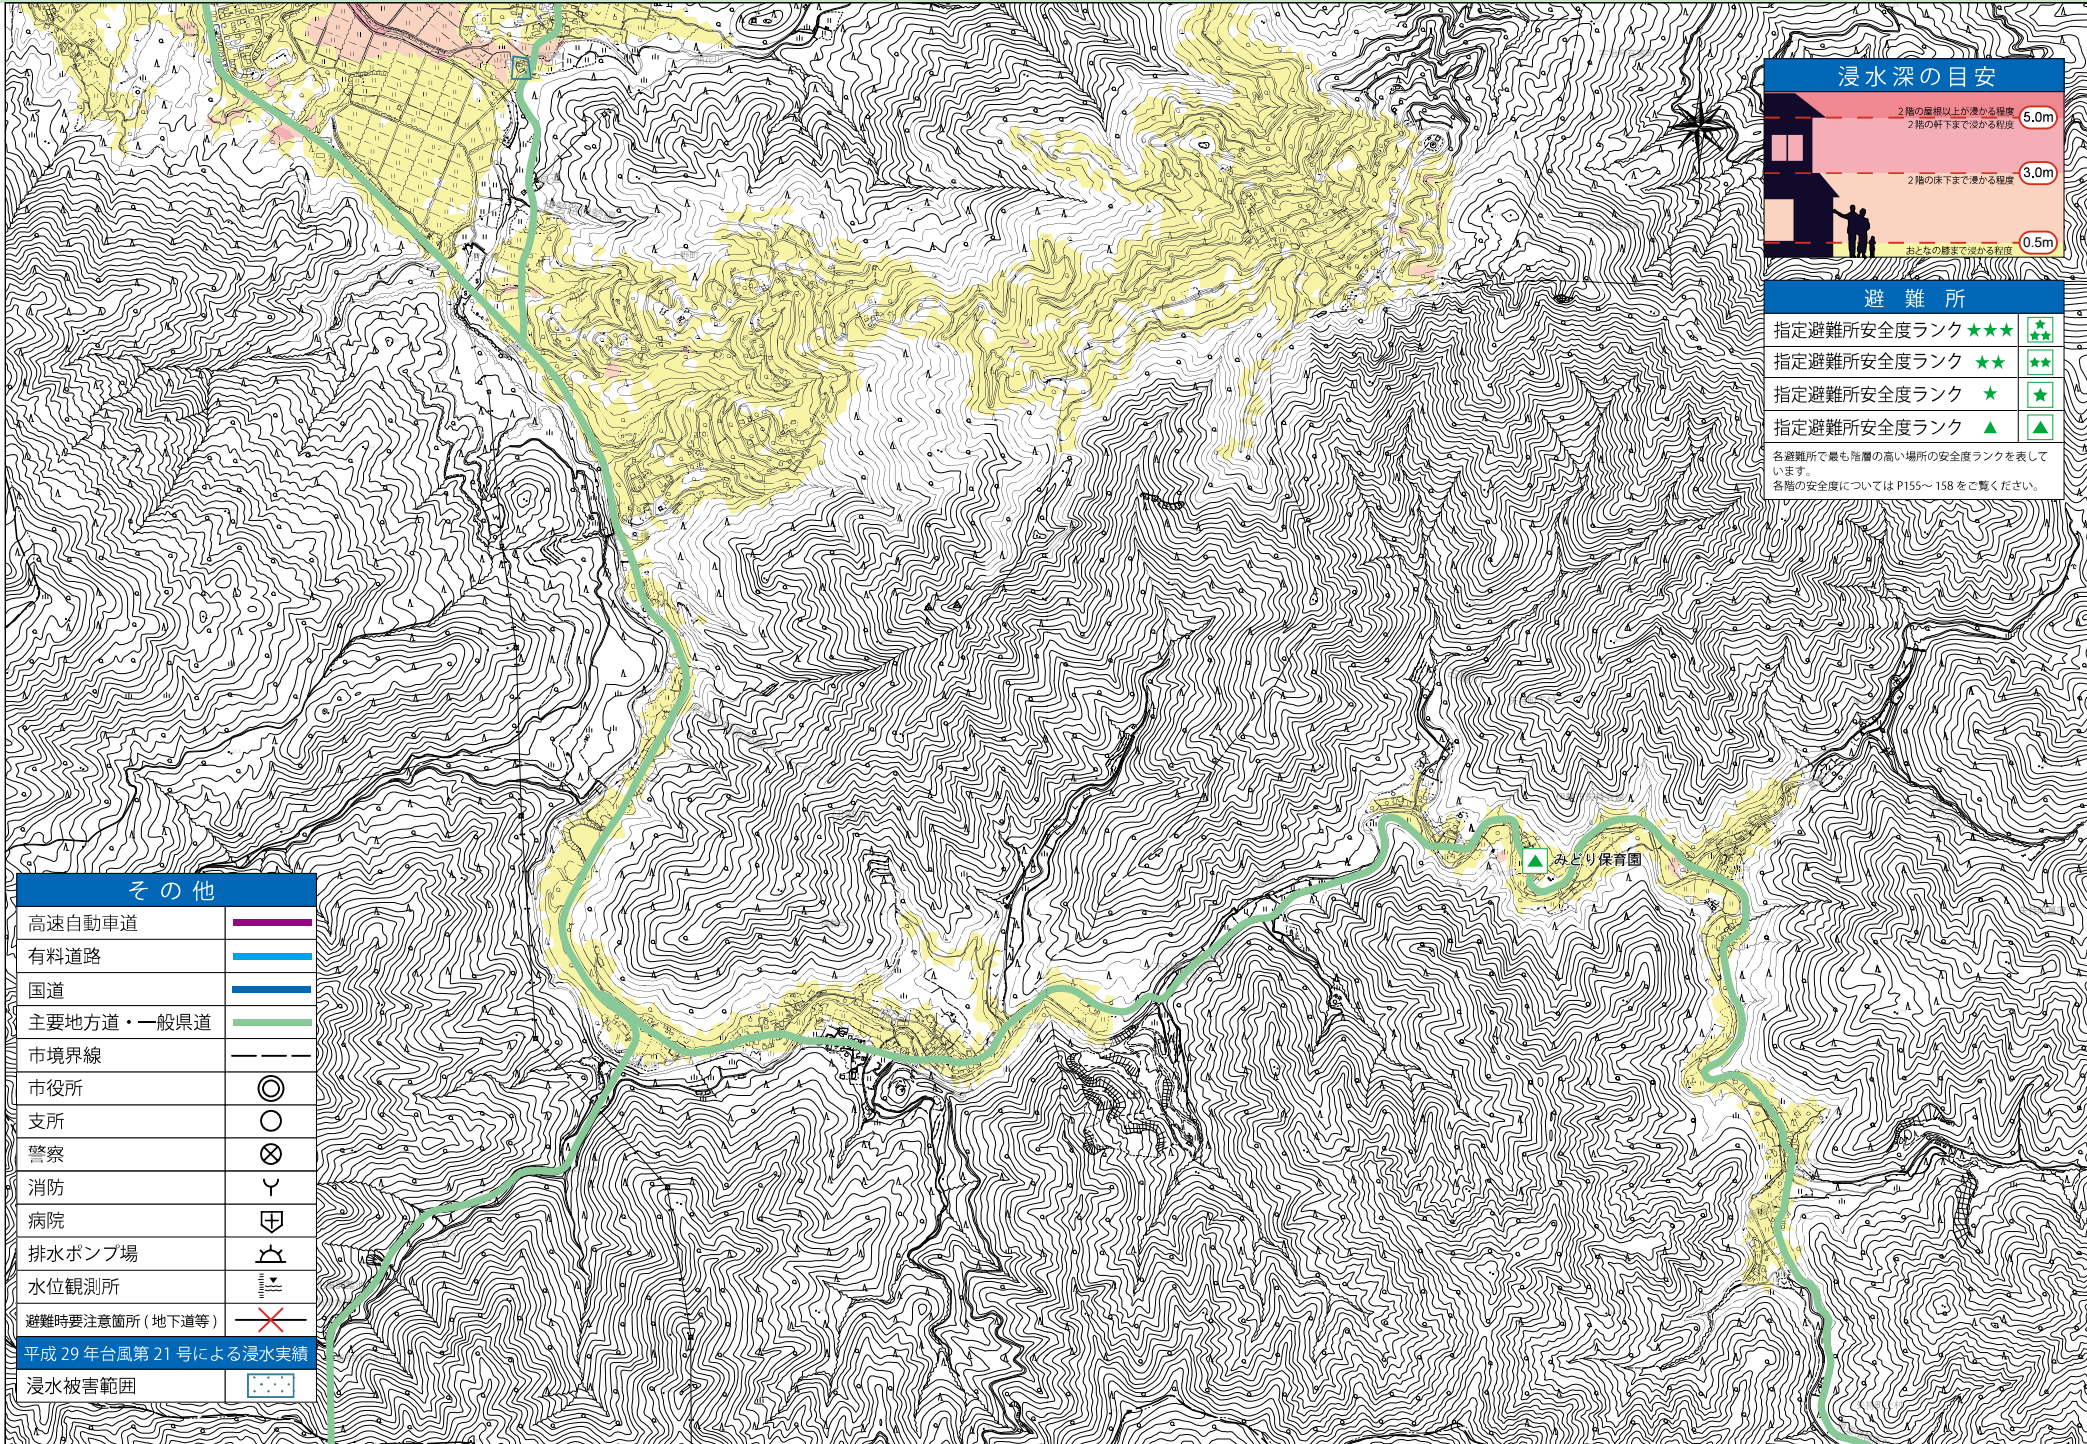 浸水深の目安
2階の屋根以上が浸かる程度
5.0m
2階の軒下まで浸かる程度
3.0m
2階の床下まで浸かる程度
0.5m
おとなの膝まで浸かる程度
避難所
指定避難所安全度ランク ★★★
指定避難所安全度ランク ★★
指定避難所安全度ランク ★
指定避難所安全度ランク ▲
各避難所で最も階層の高い場所の安全度ランクを表して
います。
各階の安全度については P155〜 158 をご覧ください。
みどり保育園
その他
高速自動車道
有料道路
国道
主要地方道・一般県道
市境界線
市役所
支所
警察
消防
病院
排水ポンプ場
水位観測所
避難時要注意箇所 ( 地下道等 )
平成 29 年台風第 21 号による浸水実績
浸水被害範囲